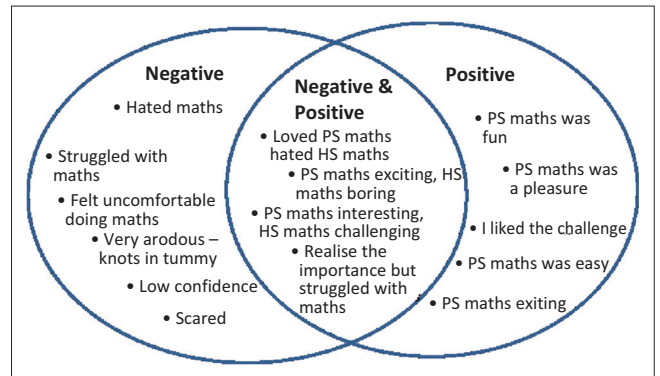 Negative
• Hated maths
• Struggled with
maths
• Felt uncomfortable
doing maths
• Very arodous –
knots in tummy
• Low confidence
• Scared
Negative &
Positive
• Loved PS maths
hated HS maths
• PS maths exciting, HS
maths boring
• PS maths interesting,
HS maths challenging
• Realise the
importance but
struggled with
maths
Positive
• PS maths was
fun
• PS maths was
a pleasure
• I liked the challenge
• PS maths was easy
• PS maths exiting